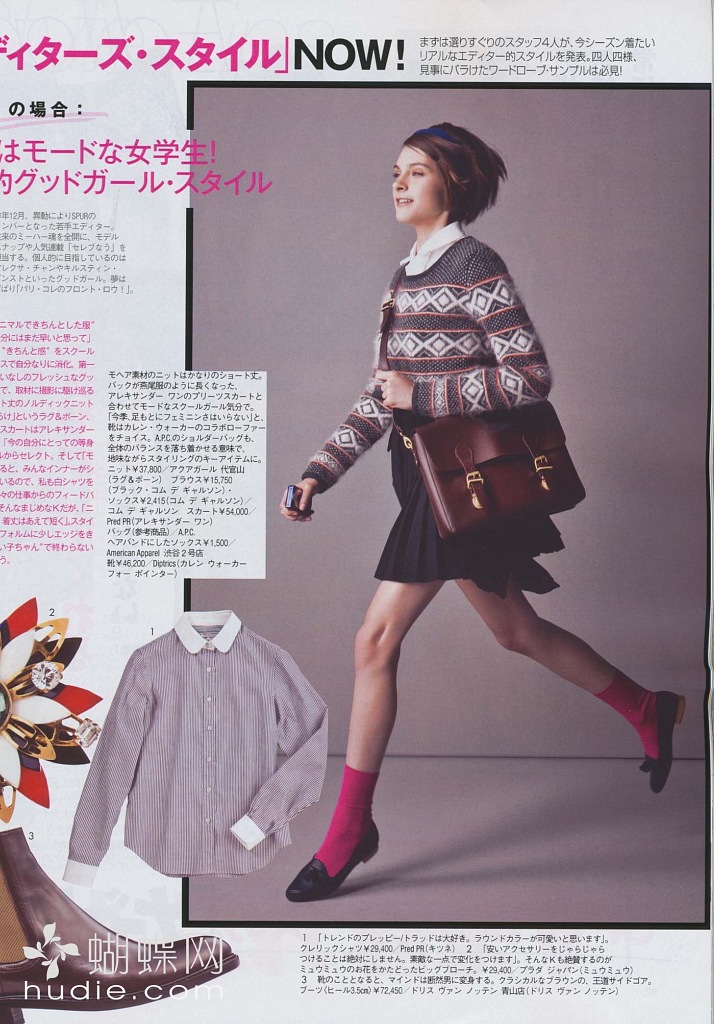 ディターズ・スタイル」NOW!
まずは選りすぐりのスタッフ4人が、今シーズン着たい
リアルなエディター的スタイルを発表。四人四様、
見事にバラけたワードローブ・サンプルは必見!
の場合:
はモードな女学生!
的グッドガール・スタイル
年12月、異動によりSPURの
ンバーとなった若手エディター。
来のミーハー魂を全開に、モデル
ナップや人気連載「セレブなう」を
当する。個人的に目指しているのは
レクサ・チャンやキルスティン・
ンストといったグッドガール。夢は
ばり「パリ・コレのフロント・ロウ!」。
ニマルできちんとした服"
分にはまだ早いと思って」
"きちんと感"をスクール
スで自分なりに消化。第一
いなしのフレッシュなグッ
で、取材に撮影に駆け巡る
ト丈のノルディックニット
らけ」というラグ&ボーン、
スカートはアレキサンダー
「今の自分にとっての等身
ルからセレクト。そして「モ
ると、みんなインナーがシ
いるので、私も白シャツを
々の仕事からのフィードバ
そんなまじめなKだが、「ニ
着丈はあえて短く」。スタイ
フォルムに少しエッジをき
い子ちゃん"で終わらない
う。
モヘア素材のニットはかなりのショート丈。
バックが燕尾服のように長くなった、
アレキサンダー ワンのプリーツスカートと
合わせてモードなスクールガール気分で。
「今季、足もとにフェミニンさはいらない」と、
靴はカレン・ウォーカーのコラボローファー
をチョイス。A.P.C.のショルダーバッグも、
全体のバランスを落ち着かせる意味で、
地味ながらスタイリングのキーアイテムに。
ニット¥37,800/アクアガール 代官山
(ラグ&ボーン) ブラウス¥15,750
(ブラック・コム デ ギャルソン)・
ソックス¥2,415(コム デ ギャルソン)/
コム デ ギャルソン スカート¥54,000/
Pred PR(アレキサンダー ワン)
バッグ(参考商品)/A.P.C.
ヘアバンドにしたソックス¥1,500/
American Apparel 渋谷2号店
靴¥46,200/Diptrics(カレン ウォーカー
フォー ポインター)
2
1
3
1 「トレンドのプレッピー/トラッドは大好き。ラウンドカラーが可愛いと思います」。
クレリックシャツ¥29,400/Pred PR(キツネ) 2 「安いアクセサリーをじゃらじゃら
つけることは絶対にしません。素敵な一点で変化をつけます」。そんなKも絶賛するのが
ミュウミュウのお花をかたどったビッグブローチ。¥29,400/プラダ ジャパン(ミュウミュウ)
3 靴のこととなると、マインドは断然男に変身する。クラシカルなブラウンの、王道サイドゴア。
ブーツ(ヒール3.5cm)¥72,450/ドリス ヴァン ノッテン 青山店(ドリス ヴァン ノッテン)
蝴蝶网
hudie.com